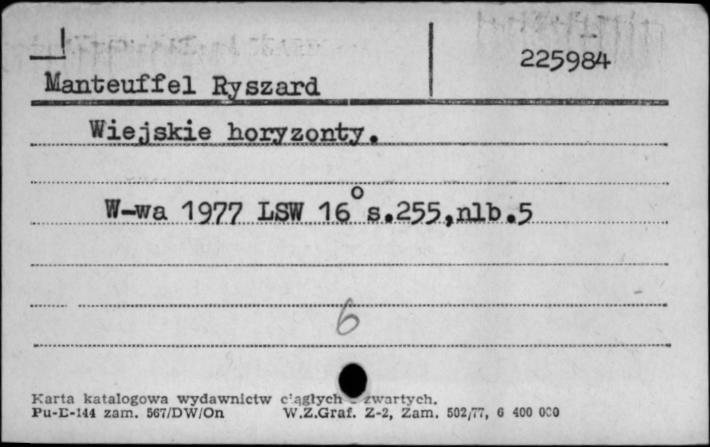 225984
Manteuffel Ryszard
Wiejskie horyzonty.
W-wa 1977 LSW 16° s.255,nlb.5
6
Karta katalogowa wydawnictw ciągłych i zwartych.
Pu-K-144 zam. 567/DW/On W.Z.Graf. Z-2, Zam. 502/77, 6 400 000